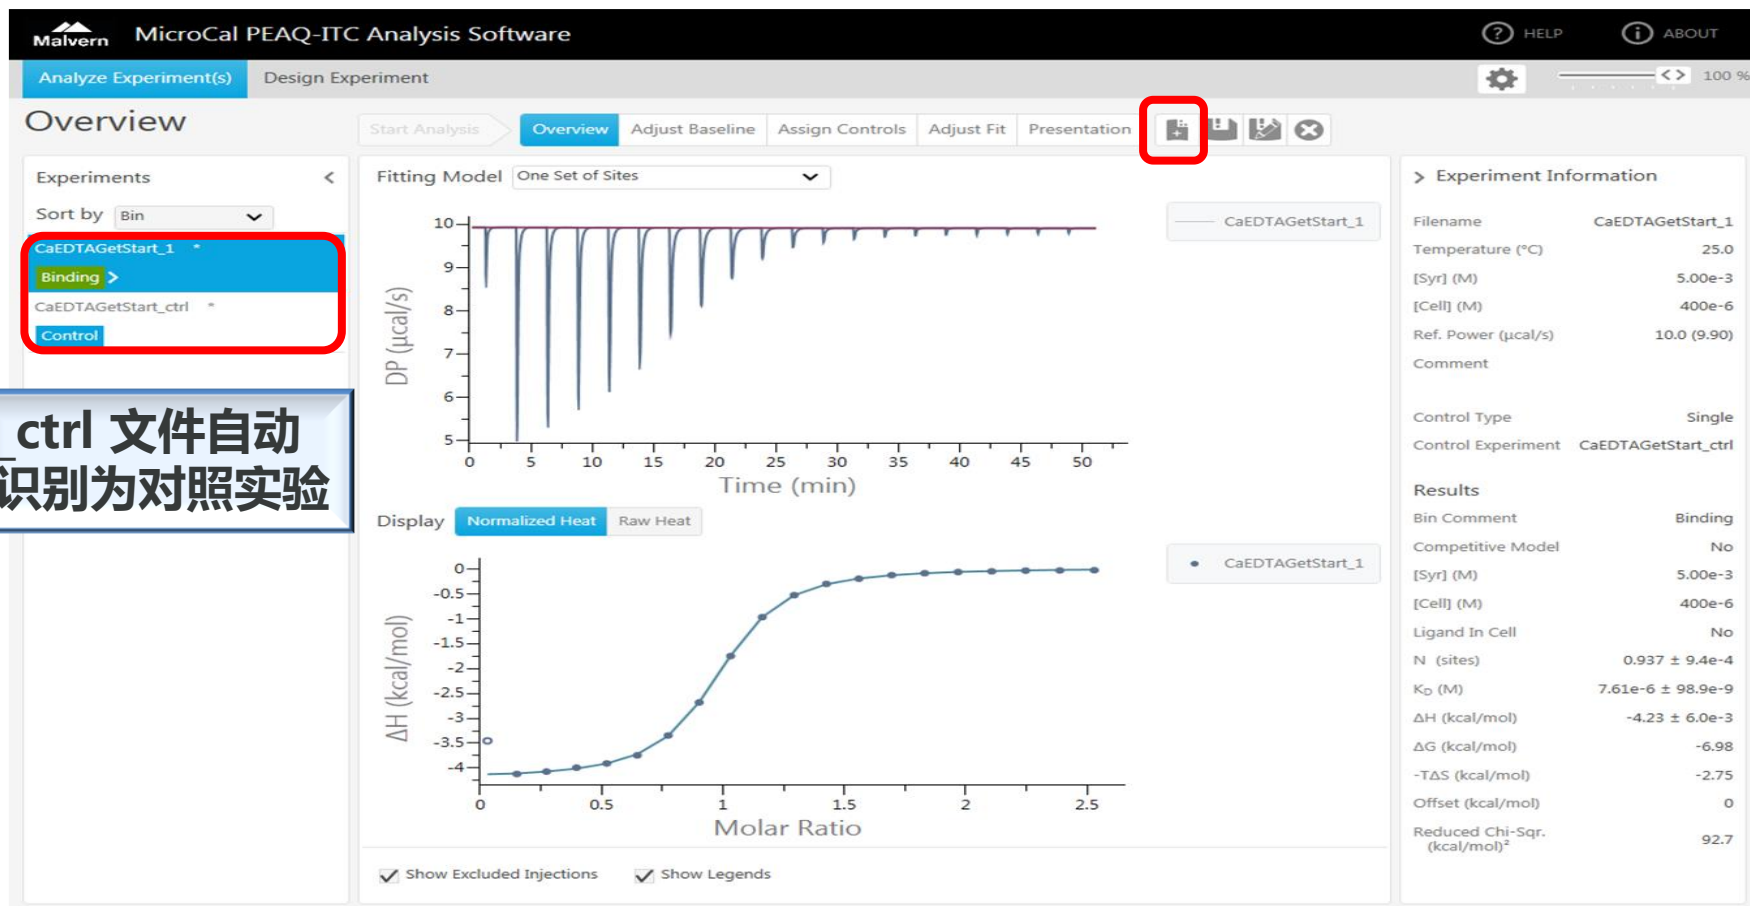 Malvern MicroCal PEAQ-ITC Analysis Software
HELP ABOUT
Analyze Experiment(s) Design Experiment
100 %
Overview
Start Analysis Overview Adjust Baseline Assign Controls Adjust Fit Presentation
Experiments
Sort by Bin
CaEDTAGetStart_1 *
Binding
CaEDTAGetStart_ctrl *
Control
_ctrl 文件自动
识别为对照实验
Fitting Model One Set of Sites
CaEDTAGetStart_1
10
9
8
7
6
5
DP (µcal/s)
0 5 10 15 20 25 30 35 40 45 50
Time (min)
Display Normalized Heat Raw Heat
CaEDTAGetStart_1
0
-0.5
-1
-1.5
-2
-2.5
-3
-3.5
-4
ΔH (kcal/mol)
0 0.5 1 1.5 2 2.5
Molar Ratio
Show Excluded Injections Show Legends
Experiment Information
Filename CaEDTAGetStart_1
Temperature (°C) 25.0
[Syr] (M) 5.00e-3
[Cell] (M) 400e-6
Ref. Power (µcal/s) 10.0 (9.90)
Comment
Control Type Single
Control Experiment CaEDTAGetStart_ctrl
Results
Bin Comment Binding
Competitive Model No
[Syr] (M) 5.00e-3
[Cell] (M) 400e-6
Ligand In Cell No
N (sites) 0.937 ± 9.4e-4
K_D (M) 7.61e-6 ± 98.9e-9
ΔH (kcal/mol) -4.23 ± 6.0e-3
ΔG (kcal/mol) -6.98
-TΔS (kcal/mol) -2.75
Offset (kcal/mol) 0
Reduced Chi-Sqr.
(kcal/mol)² 92.7